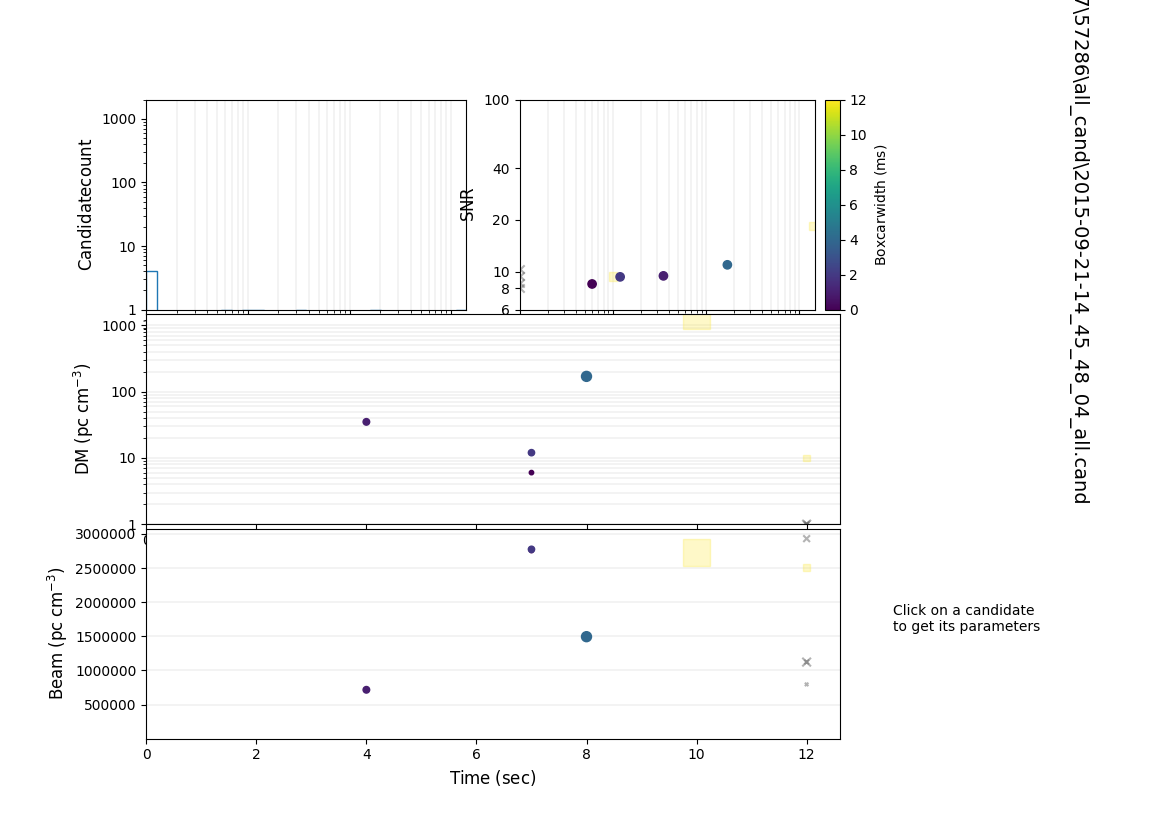 7\57286\all_cand\2015-09-21-14_45_48_04_all.cand
Candidatecount
1000
100
10
1
SNR
100
40
20
10
8
6
12
10
8
6
4
2
0
Boxcarwidth (ms)
DM (pc cm⁻³)
1000
100
10
1
Beam (pc cm⁻³)
3000000
2500000
2000000
1500000
1000000
500000
0 2 4 6 8 10 12
Time (sec)
Click on a candidate
to get its parameters